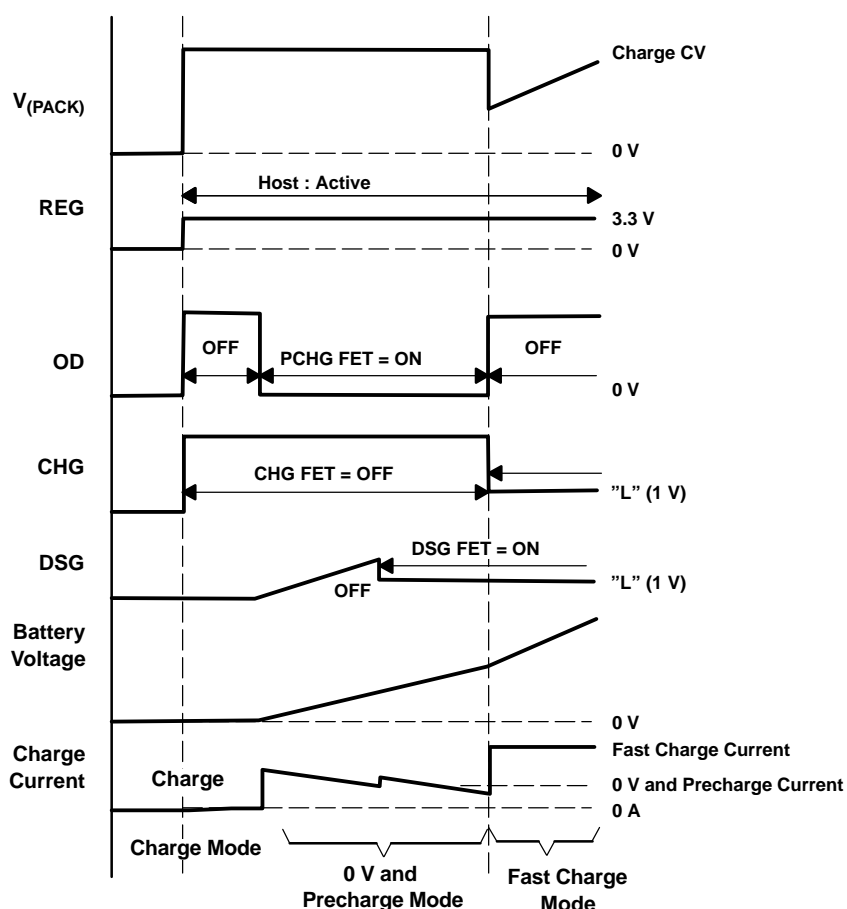 Charge CV
V(PACK)
0 V
Host : Active
REG
3.3 V
0 V
OFF
PCHG FET = ON
OFF
OD
0 V
CHG
CHG FET = OFF
”L” (1 V)
DSG
DSG FET = ON
OFF
”L” (1 V)
Battery
Voltage
0 V
Charge
Current
Charge
Fast Charge Current
0 V and Precharge Current
0 A
Charge Mode
0 V and
Precharge Mode
Fast Charge
Mode